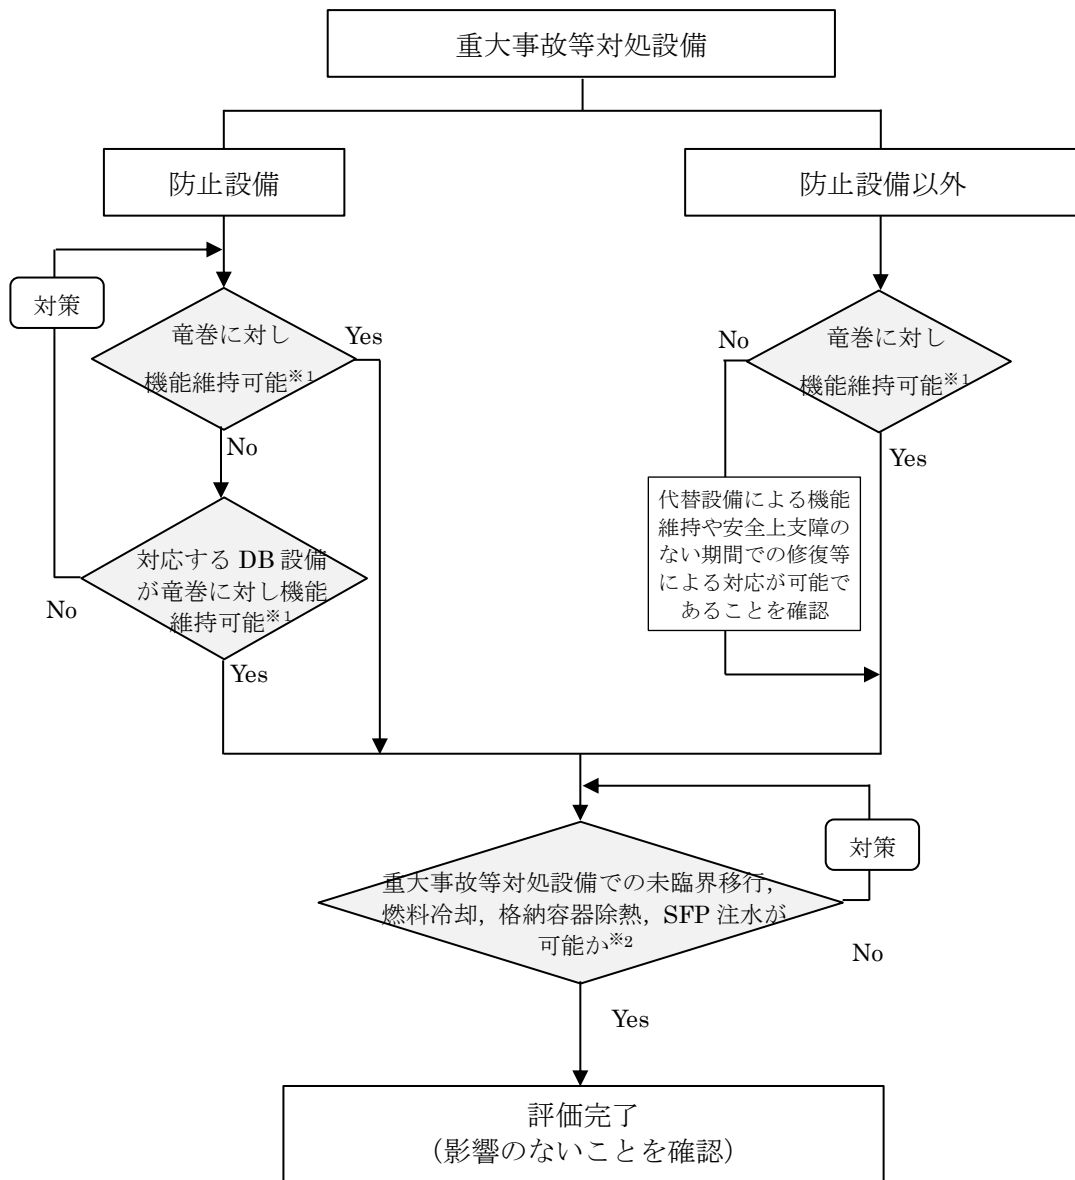 重大事故等対処設備
防止設備
防止設備以外
対策
竜巻に対し
機能維持可能※1
Yes
No
竜巻に対し
機能維持可能※1
No
Yes
対応する DB 設備
が竜巻に対し機能
維持可能※1
No
Yes
代替設備による機能
維持や安全上支障の
ない期間での修復等
による対応が可能で
あることを確認
対策
重大事故等対処設備での未臨界移行,
燃料冷却, 格納容器除熱, SFP 注水が
可能か※2
No
Yes
評価完了
(影響のないことを確認)